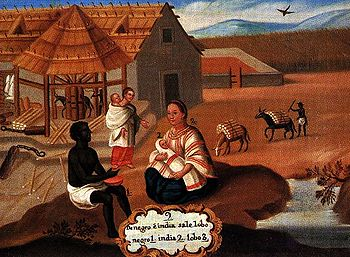 2
De negro é india sale lobo
negro 1. india 2. lobo 3.